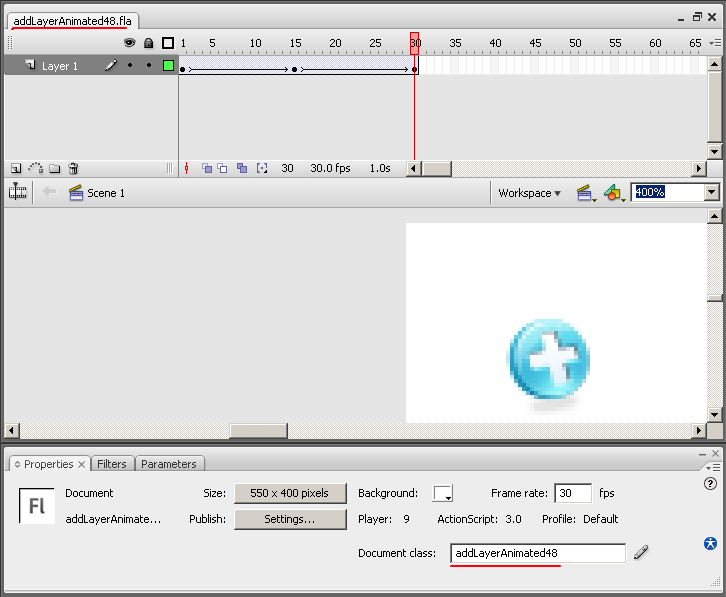 addLayerAnimated48.fla
1 5 10 15 20 25 30 35 40 45 50 55 60 65
Layer 1
30 30.0 fps 1.0s
Scene 1 Workspace 400%
Properties Filters Parameters
Document Size: 550 x 400 pixels Background: Frame rate: 30 fps
Fl
addLayerAnimate... Publish: Settings... Player: 9 ActionScript: 3.0 Profile: Default
Document class: addLayerAnimated48